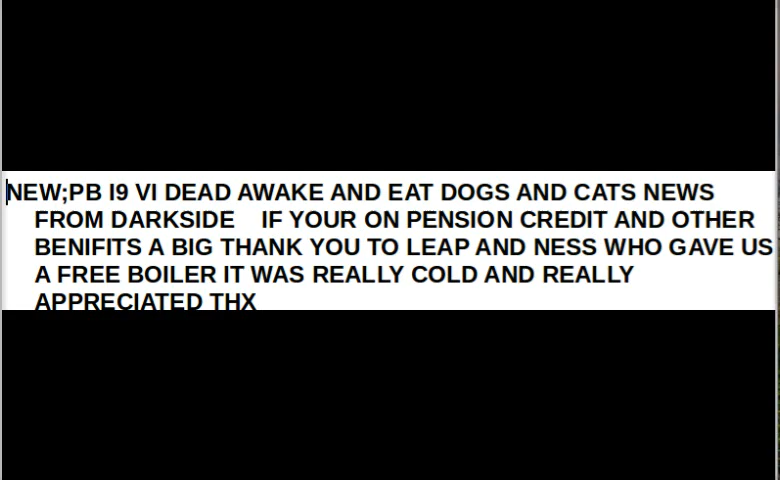 NEW;PB I9 VI DEAD AWAKE AND EAT DOGS AND CATS NEWS
FROM DARKSIDE    IF YOUR ON PENSION CREDIT AND OTHER
BENIFITS A BIG THANK YOU TO LEAP AND NESS WHO GAVE US
A FREE BOILER IT WAS REALLY COLD AND REALLY
APPRECIATED THX